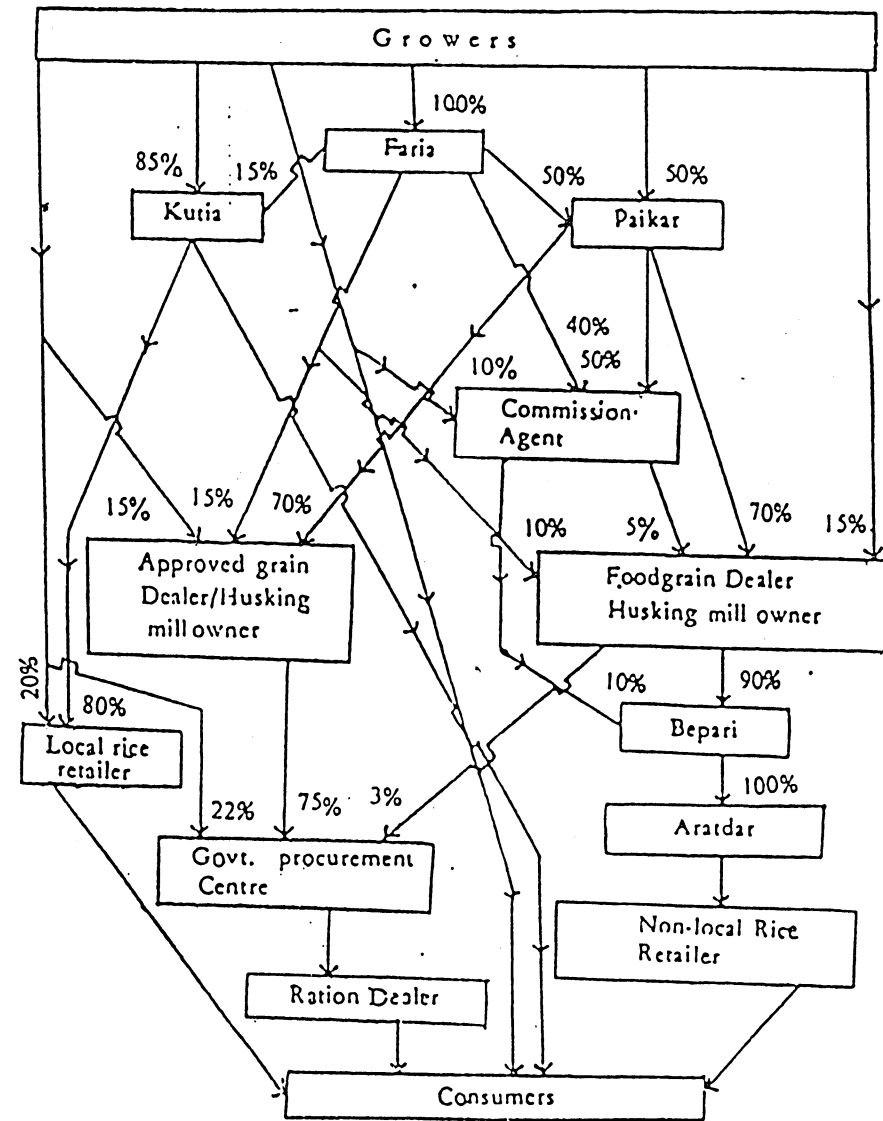 Growers
100%
Faria
85%
15%
50%
50%
Kutia
Paikar
40%
10%
50%
Commission-
Agent
15%
15%
70%
10%
5%
70%
15%
Approved grain
Dealer/Husking
mill owner
Foodgrain Dealer
Husking mill owner
20%
80%
10%
90%
Local rice
retailer
Bepari
22%
75%
3%
100%
Govt. procurement
Centre
Aratdar
Non-local Rice
Retailer
Ration Dealer
Consumers